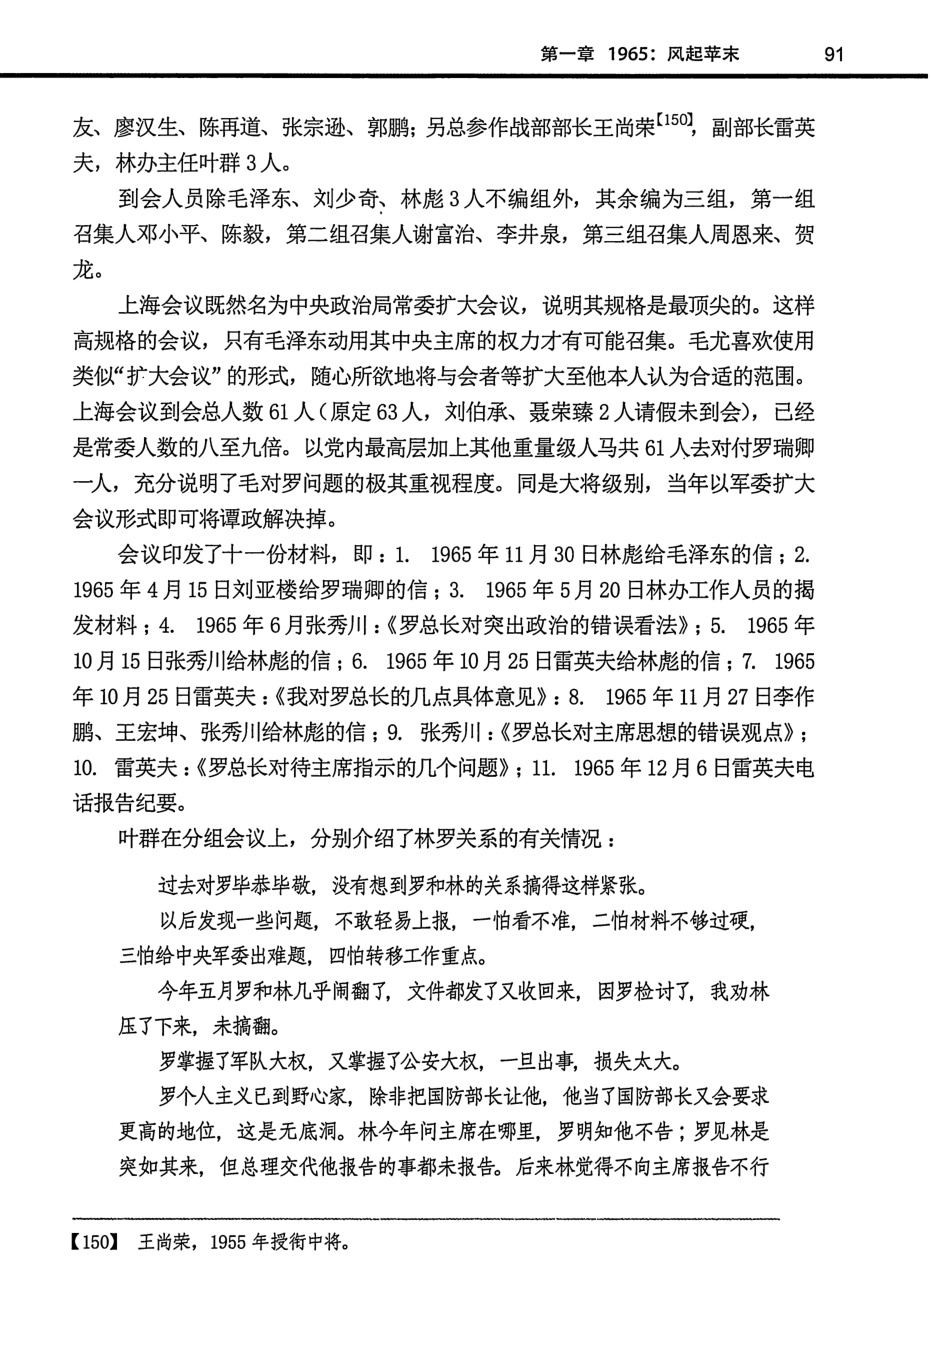 第一章 1965：风起苹末 91
友、廖汉生、陈再道、张宗逊、郭鹏；另总参作战部部长王尚荣【150】，副部长雷英
夫，林办主任叶群 3 人。
到会人员除毛泽东、刘少奇、林彪 3 人不编组外，其余编为三组，第一组
召集人邓小平、陈毅，第二组召集人谢富治、李井泉，第三组召集人周恩来、贺
龙。
上海会议既然名为中央政治局常委扩大会议，说明其规格是最顶尖的。这样
高规格的会议，只有毛泽东动用其中央主席的权力才有可能召集。毛尤喜欢使用
类似“扩大会议”的形式，随心所欲地将与会者等扩大至他本人认为合适的范围。
上海会议到会总人数 61 人（原定 63 人，刘伯承、聂荣臻 2 人请假未到会），已经
是常委人数的八至九倍。以党内最高层加上其他重量级人马共 61 人去对付罗瑞卿
一人，充分说明了毛对罗问题的极其重视程度。同是大将级别，当年以军委扩大
会议形式即可将谭政解决掉。
会议印发了十一份材料，即：1. 1965 年 11 月 30 日林彪给毛泽东的信；2.
1965 年 4 月 15 日刘亚楼给罗瑞卿的信；3. 1965 年 5 月 20 日林办工作人员的揭
发材料；4. 1965 年 6 月张秀川：《罗总长对突出政治的错误看法》；5. 1965 年
10 月 15 日张秀川给林彪的信；6. 1965 年 10 月 25 日雷英夫给林彪的信；7. 1965
年 10 月 25 日雷英夫：《我对罗总长的几点具体意见》：8. 1965 年 11 月 27 日李作
鹏、王宏坤、张秀川给林彪的信；9. 张秀川：《罗总长对主席思想的错误观点》；
10. 雷英夫：《罗总长对待主席指示的几个问题》；11. 1965 年 12 月 6 日雷英夫电
话报告纪要。
叶群在分组会议上，分别介绍了林罗关系的有关情况：
过去对罗毕恭毕敬，没有想到罗和林的关系搞得这样紧张。
以后发现一些问题，不敢轻易上报，一怕看不准，二怕材料不够过硬，
三怕给中央军委出难题，四怕转移工作重点。
今年五月罗和林几乎闹翻了，文件都发了又收回来，因罗检讨了，我劝林
压了下来，未搞翻。
罗掌握了军队大权，又掌握了公安大权，一旦出事，损失太大。
罗个人主义已到野心家，除非把国防部长让他，他当了国防部长又会要求
更高的地位，这是无底洞。林今年问主席在哪里，罗明知他不告；罗见林是
突如其来，但总理交代他报告的事都未报告。后来林觉得不向主席报告不行
【150】 王尚荣，1955 年授衔中将。